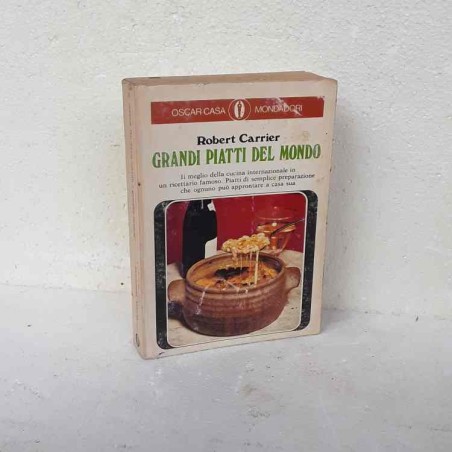 OSCAR CASA MONDADORI
Robert Carrier
GRANDI PIATTI DEL MONDO
Il meglio della cucina internazionale in
un ricettario famoso. Piatti di semplice preparazione
che ognuno può approntare a casa sua